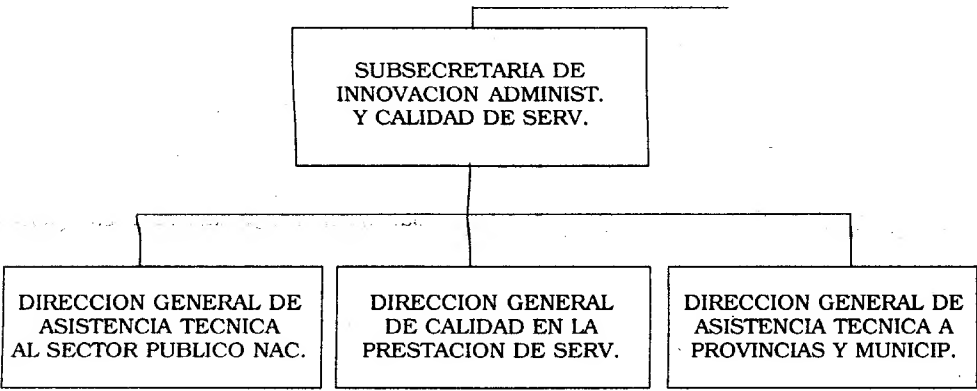 SUBSECRETARIA DE
INNOVACION ADMINIST.
Y CALIDAD DE SERV.
DIRECCION GENERAL DE
ASISTENCIA TECNICA
AL SECTOR PUBLICO NAC.
DIRECCION GENERAL
DE CALIDAD EN LA
PRESTACION DE SERV.
DIRECCION GENERAL DE
ASISTENCIA TECNICA A
PROVINCIAS Y MUNICIP.